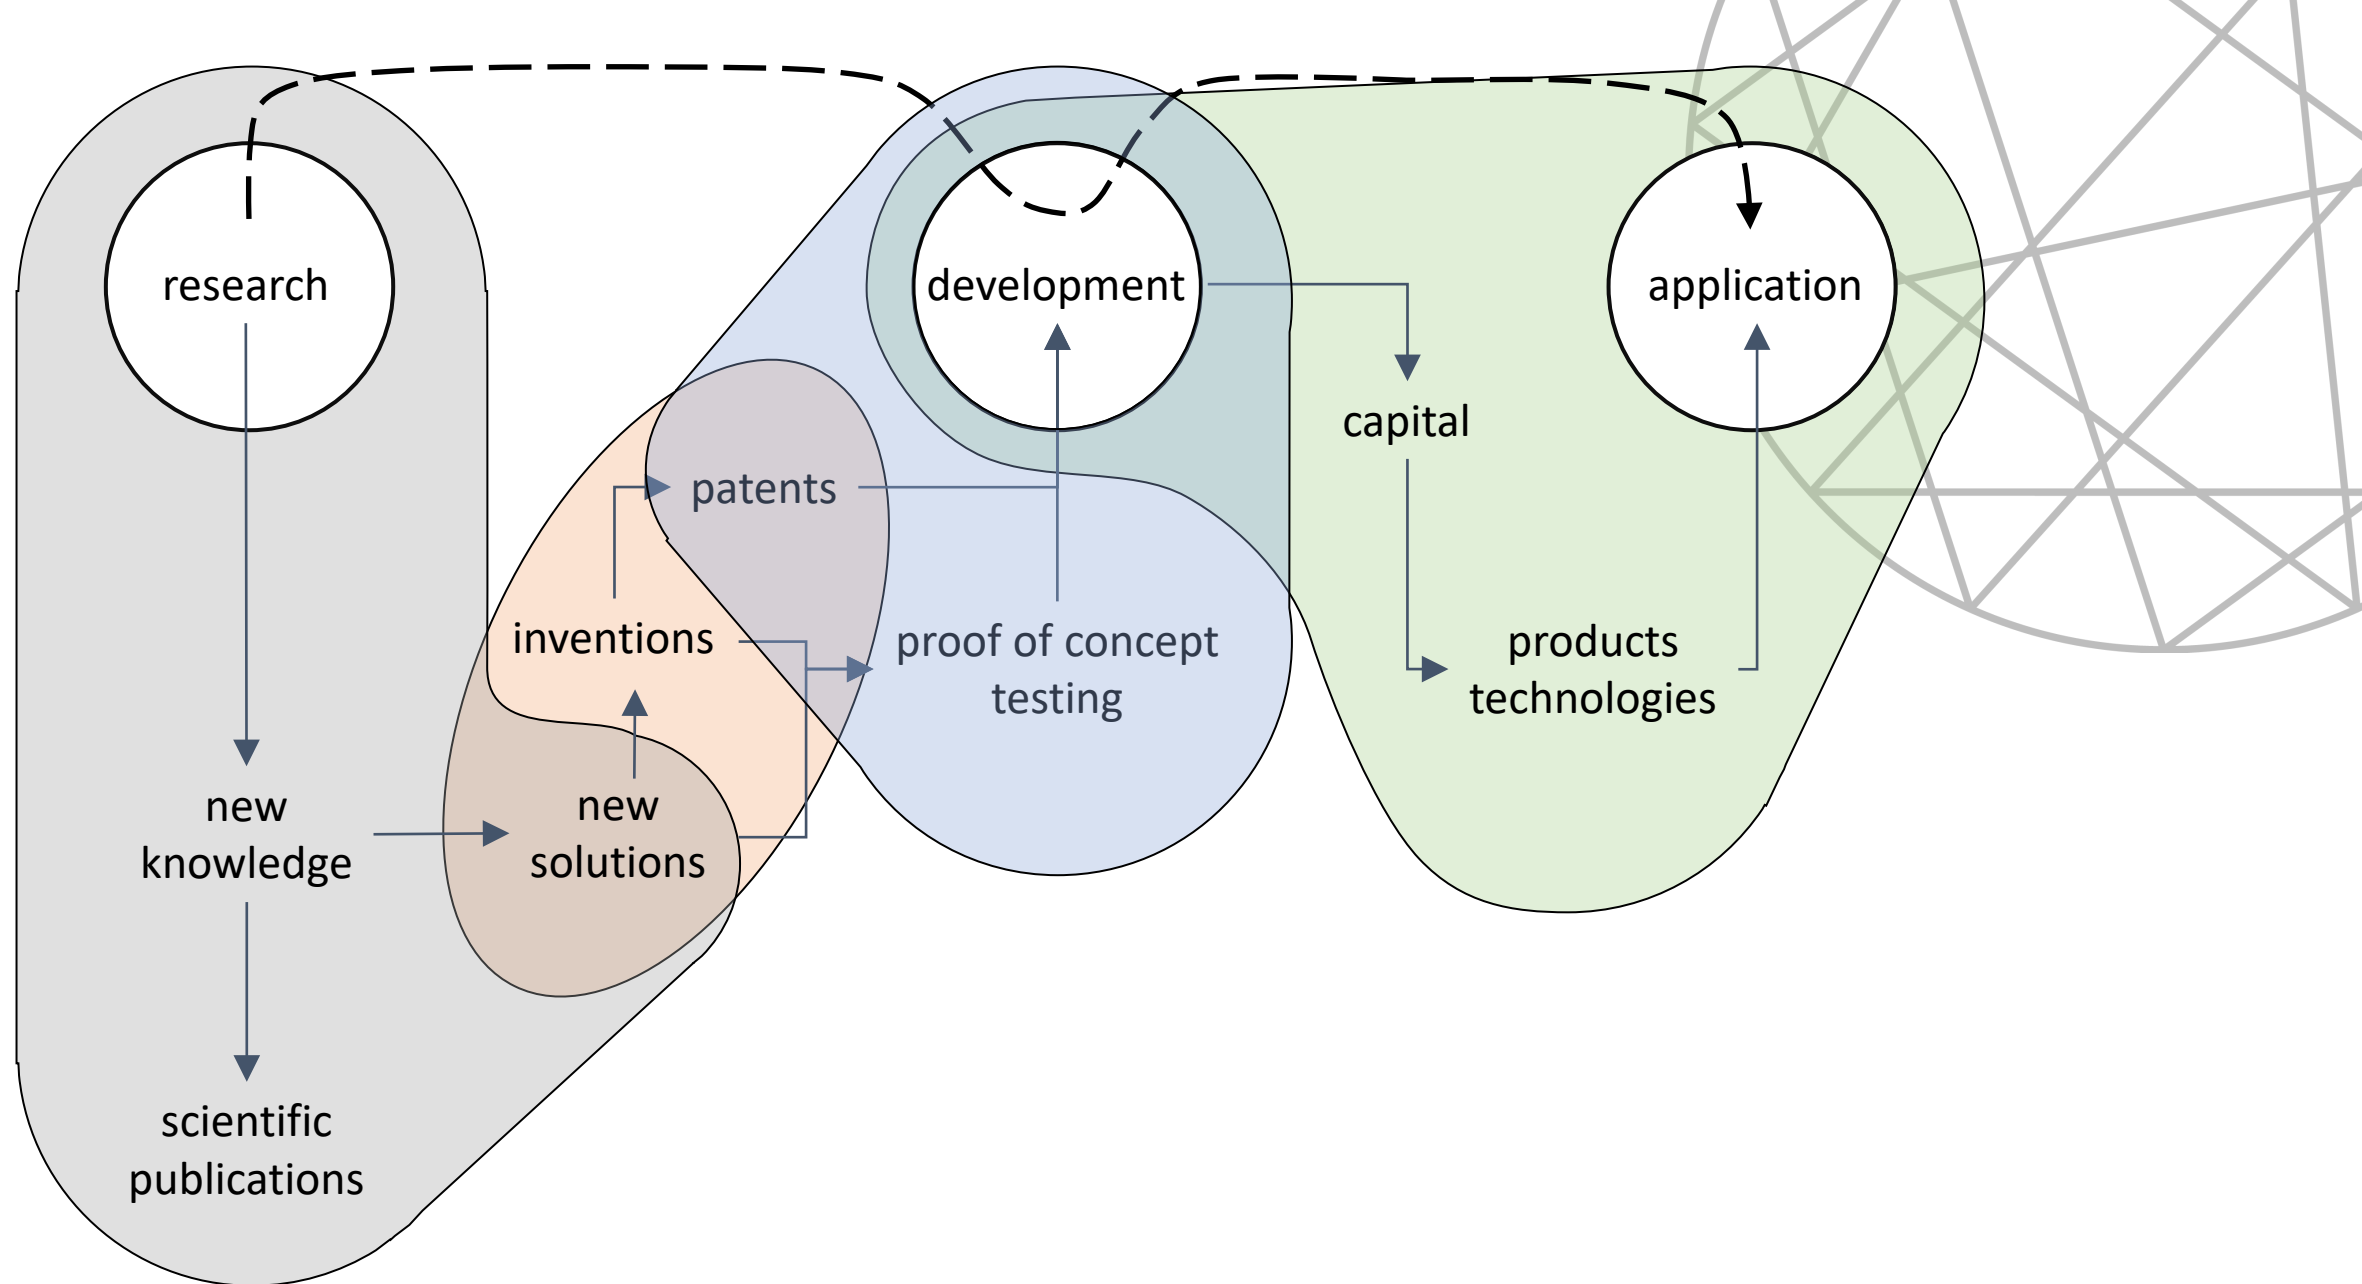 research
development
application
capital
patents
inventions
proof of concept
testing
products
technologies
new
knowledge
new
solutions
scientific
publications